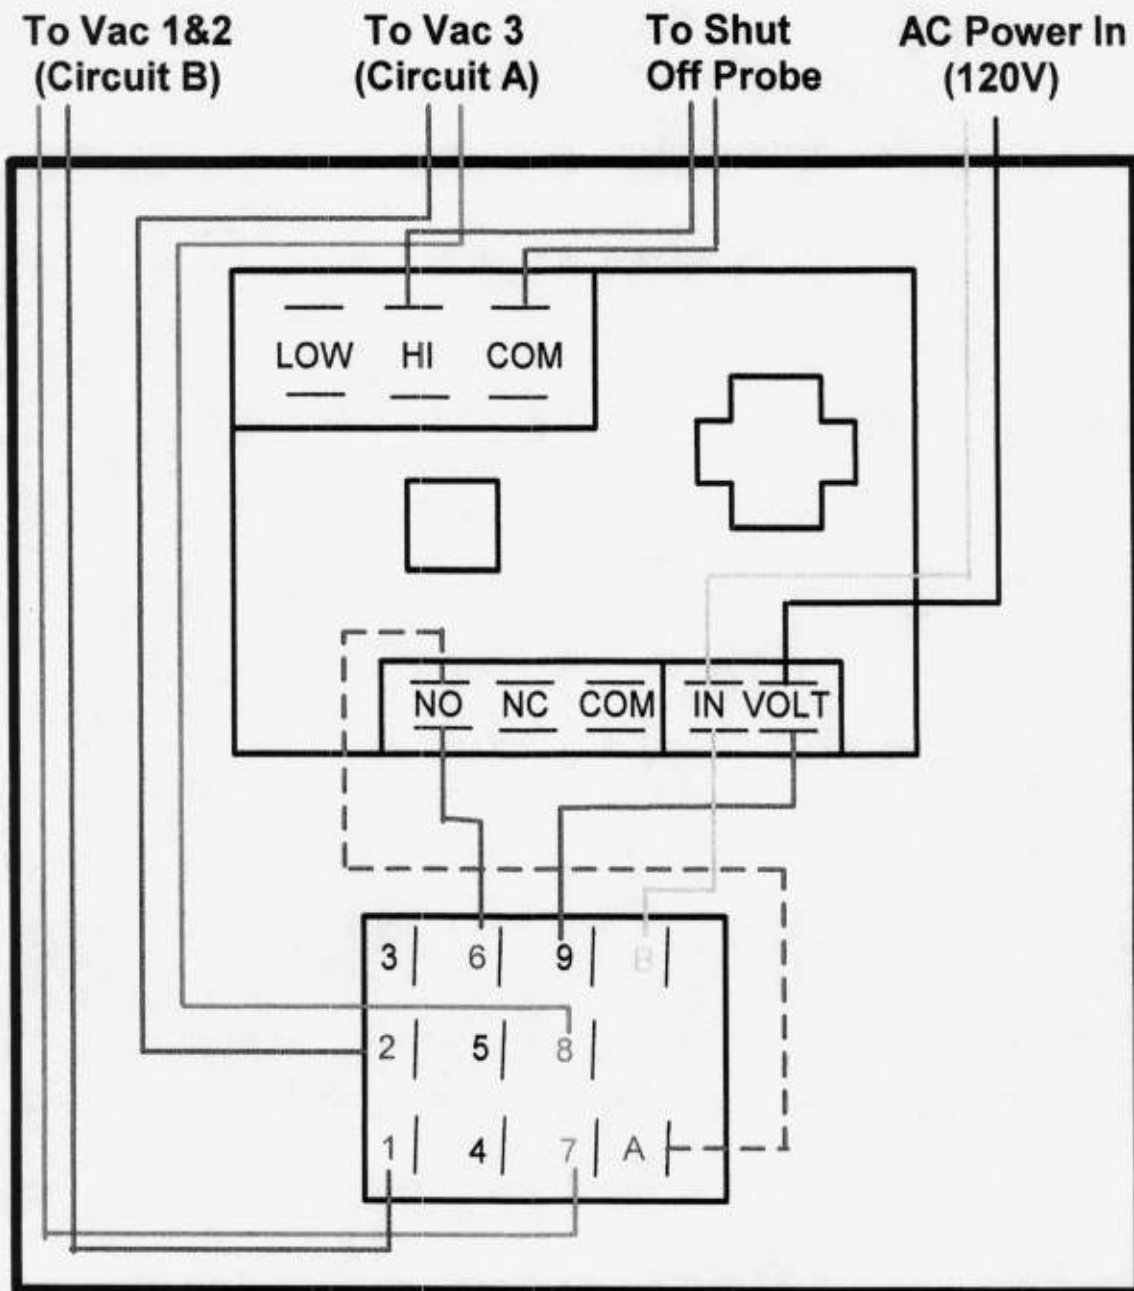 To Vac 1&2 To Vac 3 To Shut AC Power In
(Circuit B) (Circuit A) Off Probe (120V)
LOW HI COM
NO NC COM IN VOLT
3 6 9 B
2 5 8
1 4 7 A